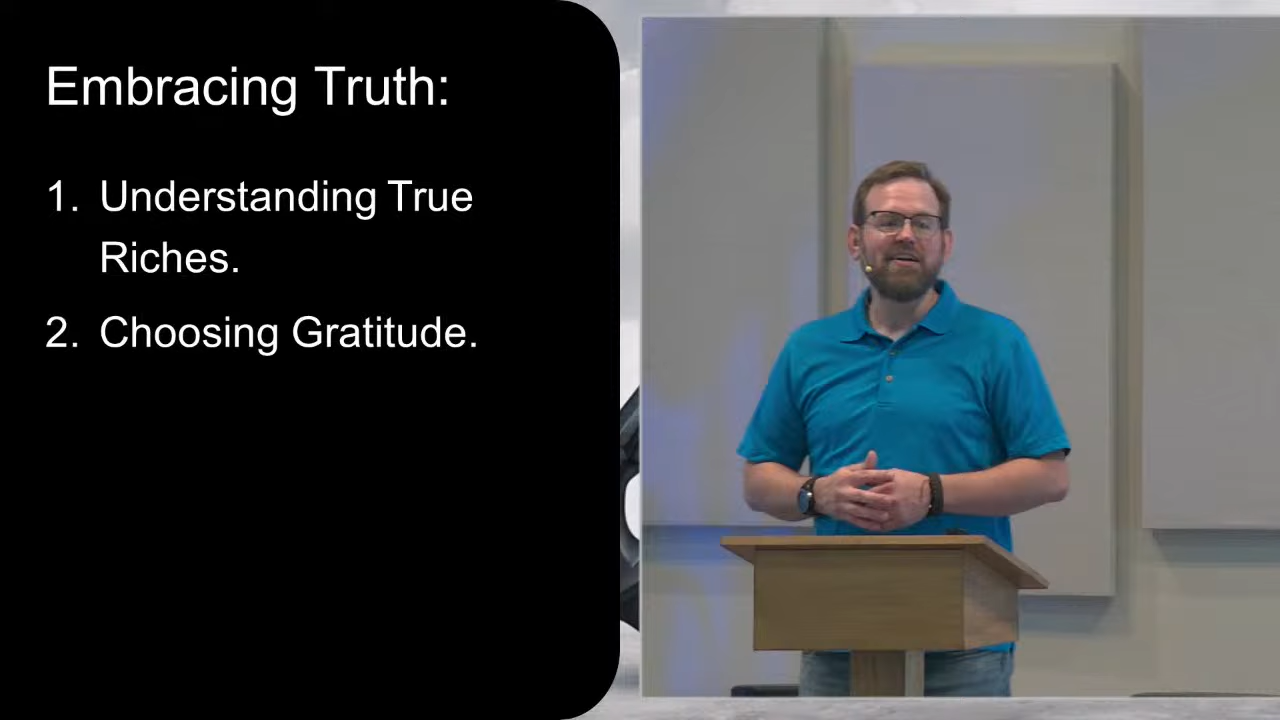 Embracing Truth:
1. Understanding True
Riches.
2. Choosing Gratitude.